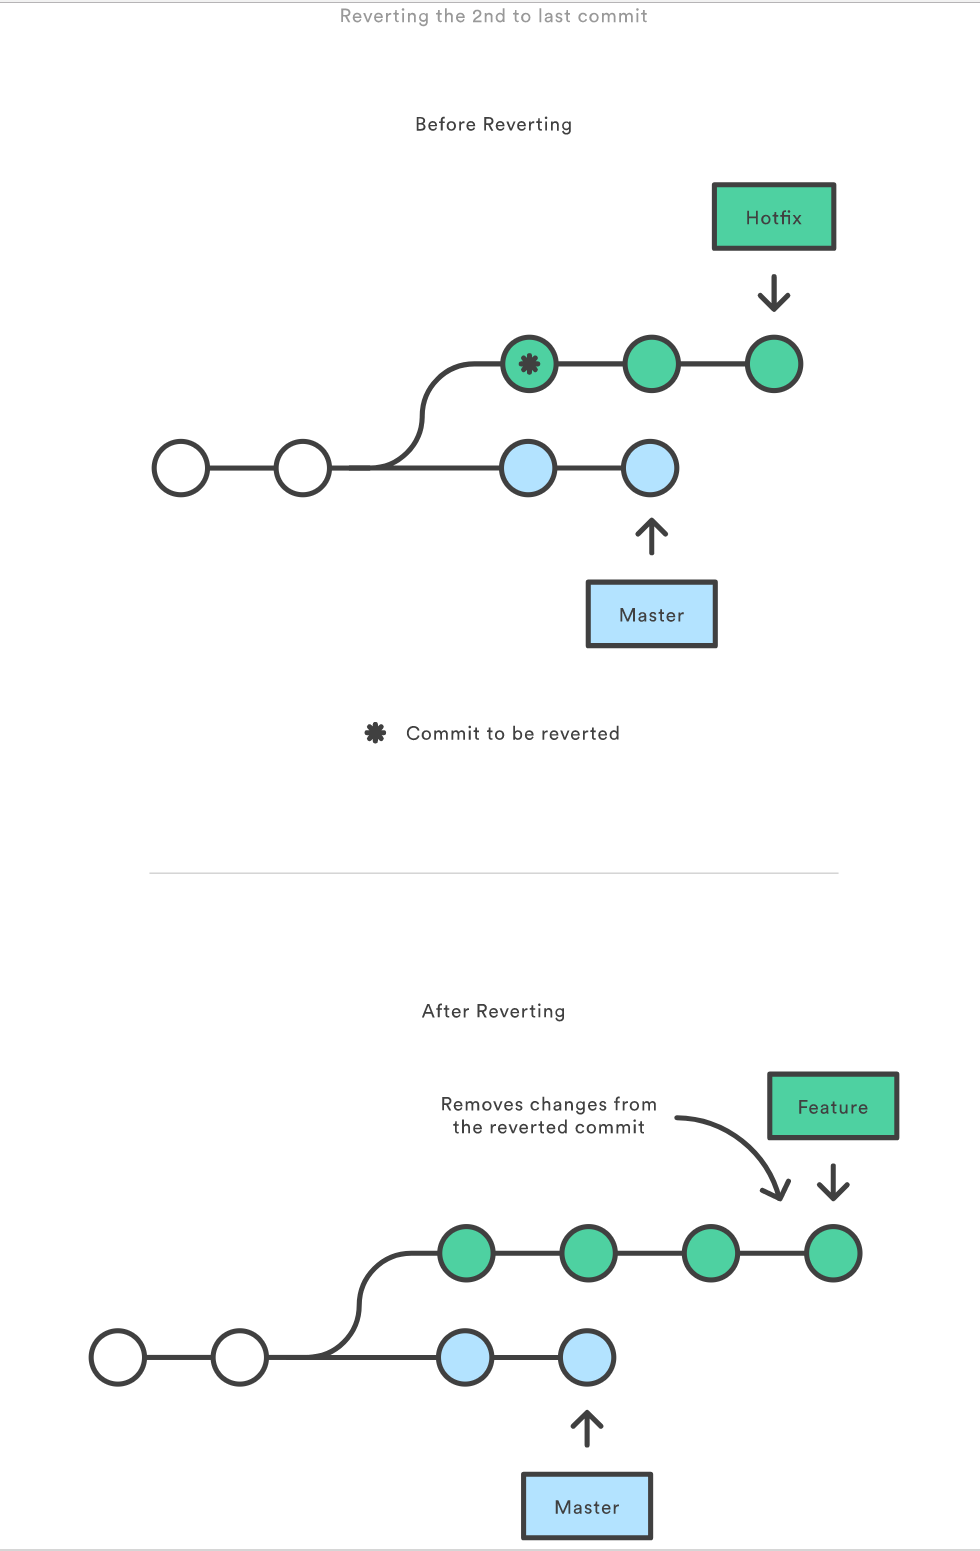 Reverting the 2nd to last commit
Before Reverting
Hotfix
Master
Commit to be reverted
After Reverting
Feature
Removes changes from
the reverted commit
Master